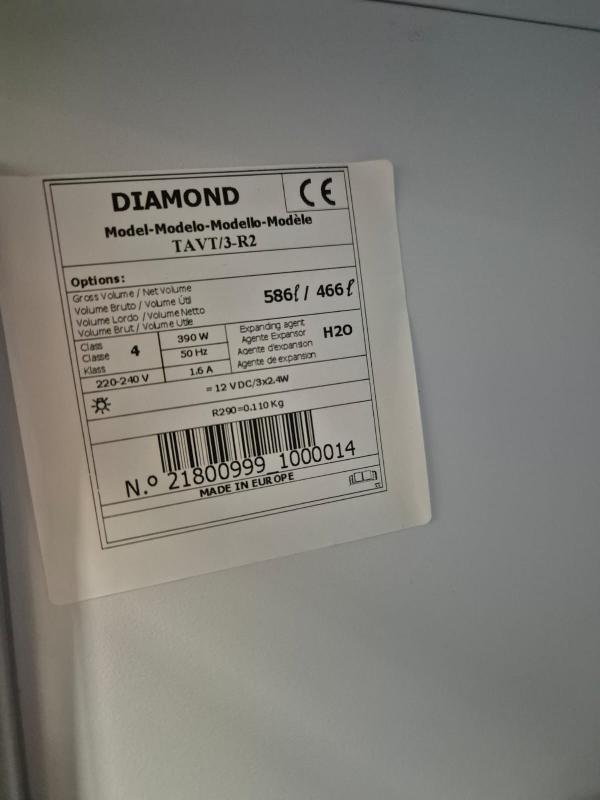 DIAMOND
CE
Model-Modelo-Modello-Modèle
TAVT/3-R2
Options:
Gross Volume / Net Volume
Volume Bruto / Volume Útil
Volume Lordo / Volume Netto
Volume Brut / Volume Utile
586ℓ / 466ℓ
Class
Classe
Klass
4
390 W
50 Hz
Expanding agent
Agente Expansor
Agente d'expansion
Agente de expansión
H2O
220-240 V
1.6 A
= 12 VDC/3x2.4W
R290=0.110 Kg
N.º 21800999_1000014
MADE IN EUROPE